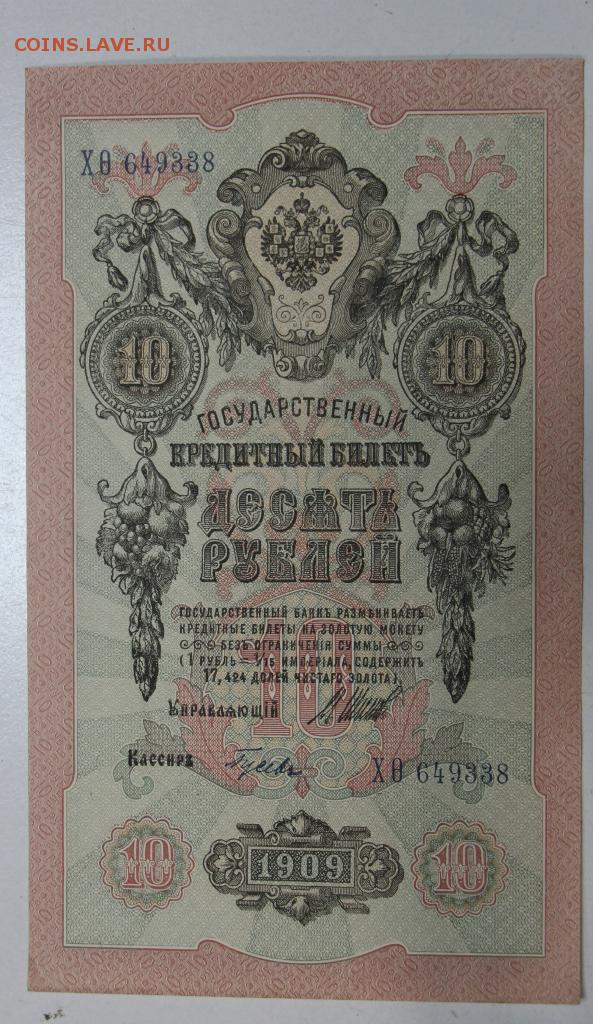 COINS.LAVE.RU
ХѲ 649338
10 10
ГОСУДАРСТВЕННЫЙ
КРЕДИТНЫЙ БИЛЕТЪ
ДЕСЯТЬ
РУБЛЕЙ
ГОСУДАРСТВЕННЫЙ БАНКЪ РАЗМѢНИВАЕТЪ
КРЕДИТНЫЕ БИЛЕТЫ НА ЗОЛОТУЮ МОНЕТУ
БЕЗЪ ОГРАНИЧЕНІЯ СУММЫ
(1 РУБЛЬ = 1/15 ИМПЕРІАЛА, СОДЕРЖИТЪ
17,424 ДОЛЕЙ ЧИСТАГО ЗОЛОТА).
10
Управляющій
Кассиръ Гусевъ
ХѲ 649338
10 1909 10